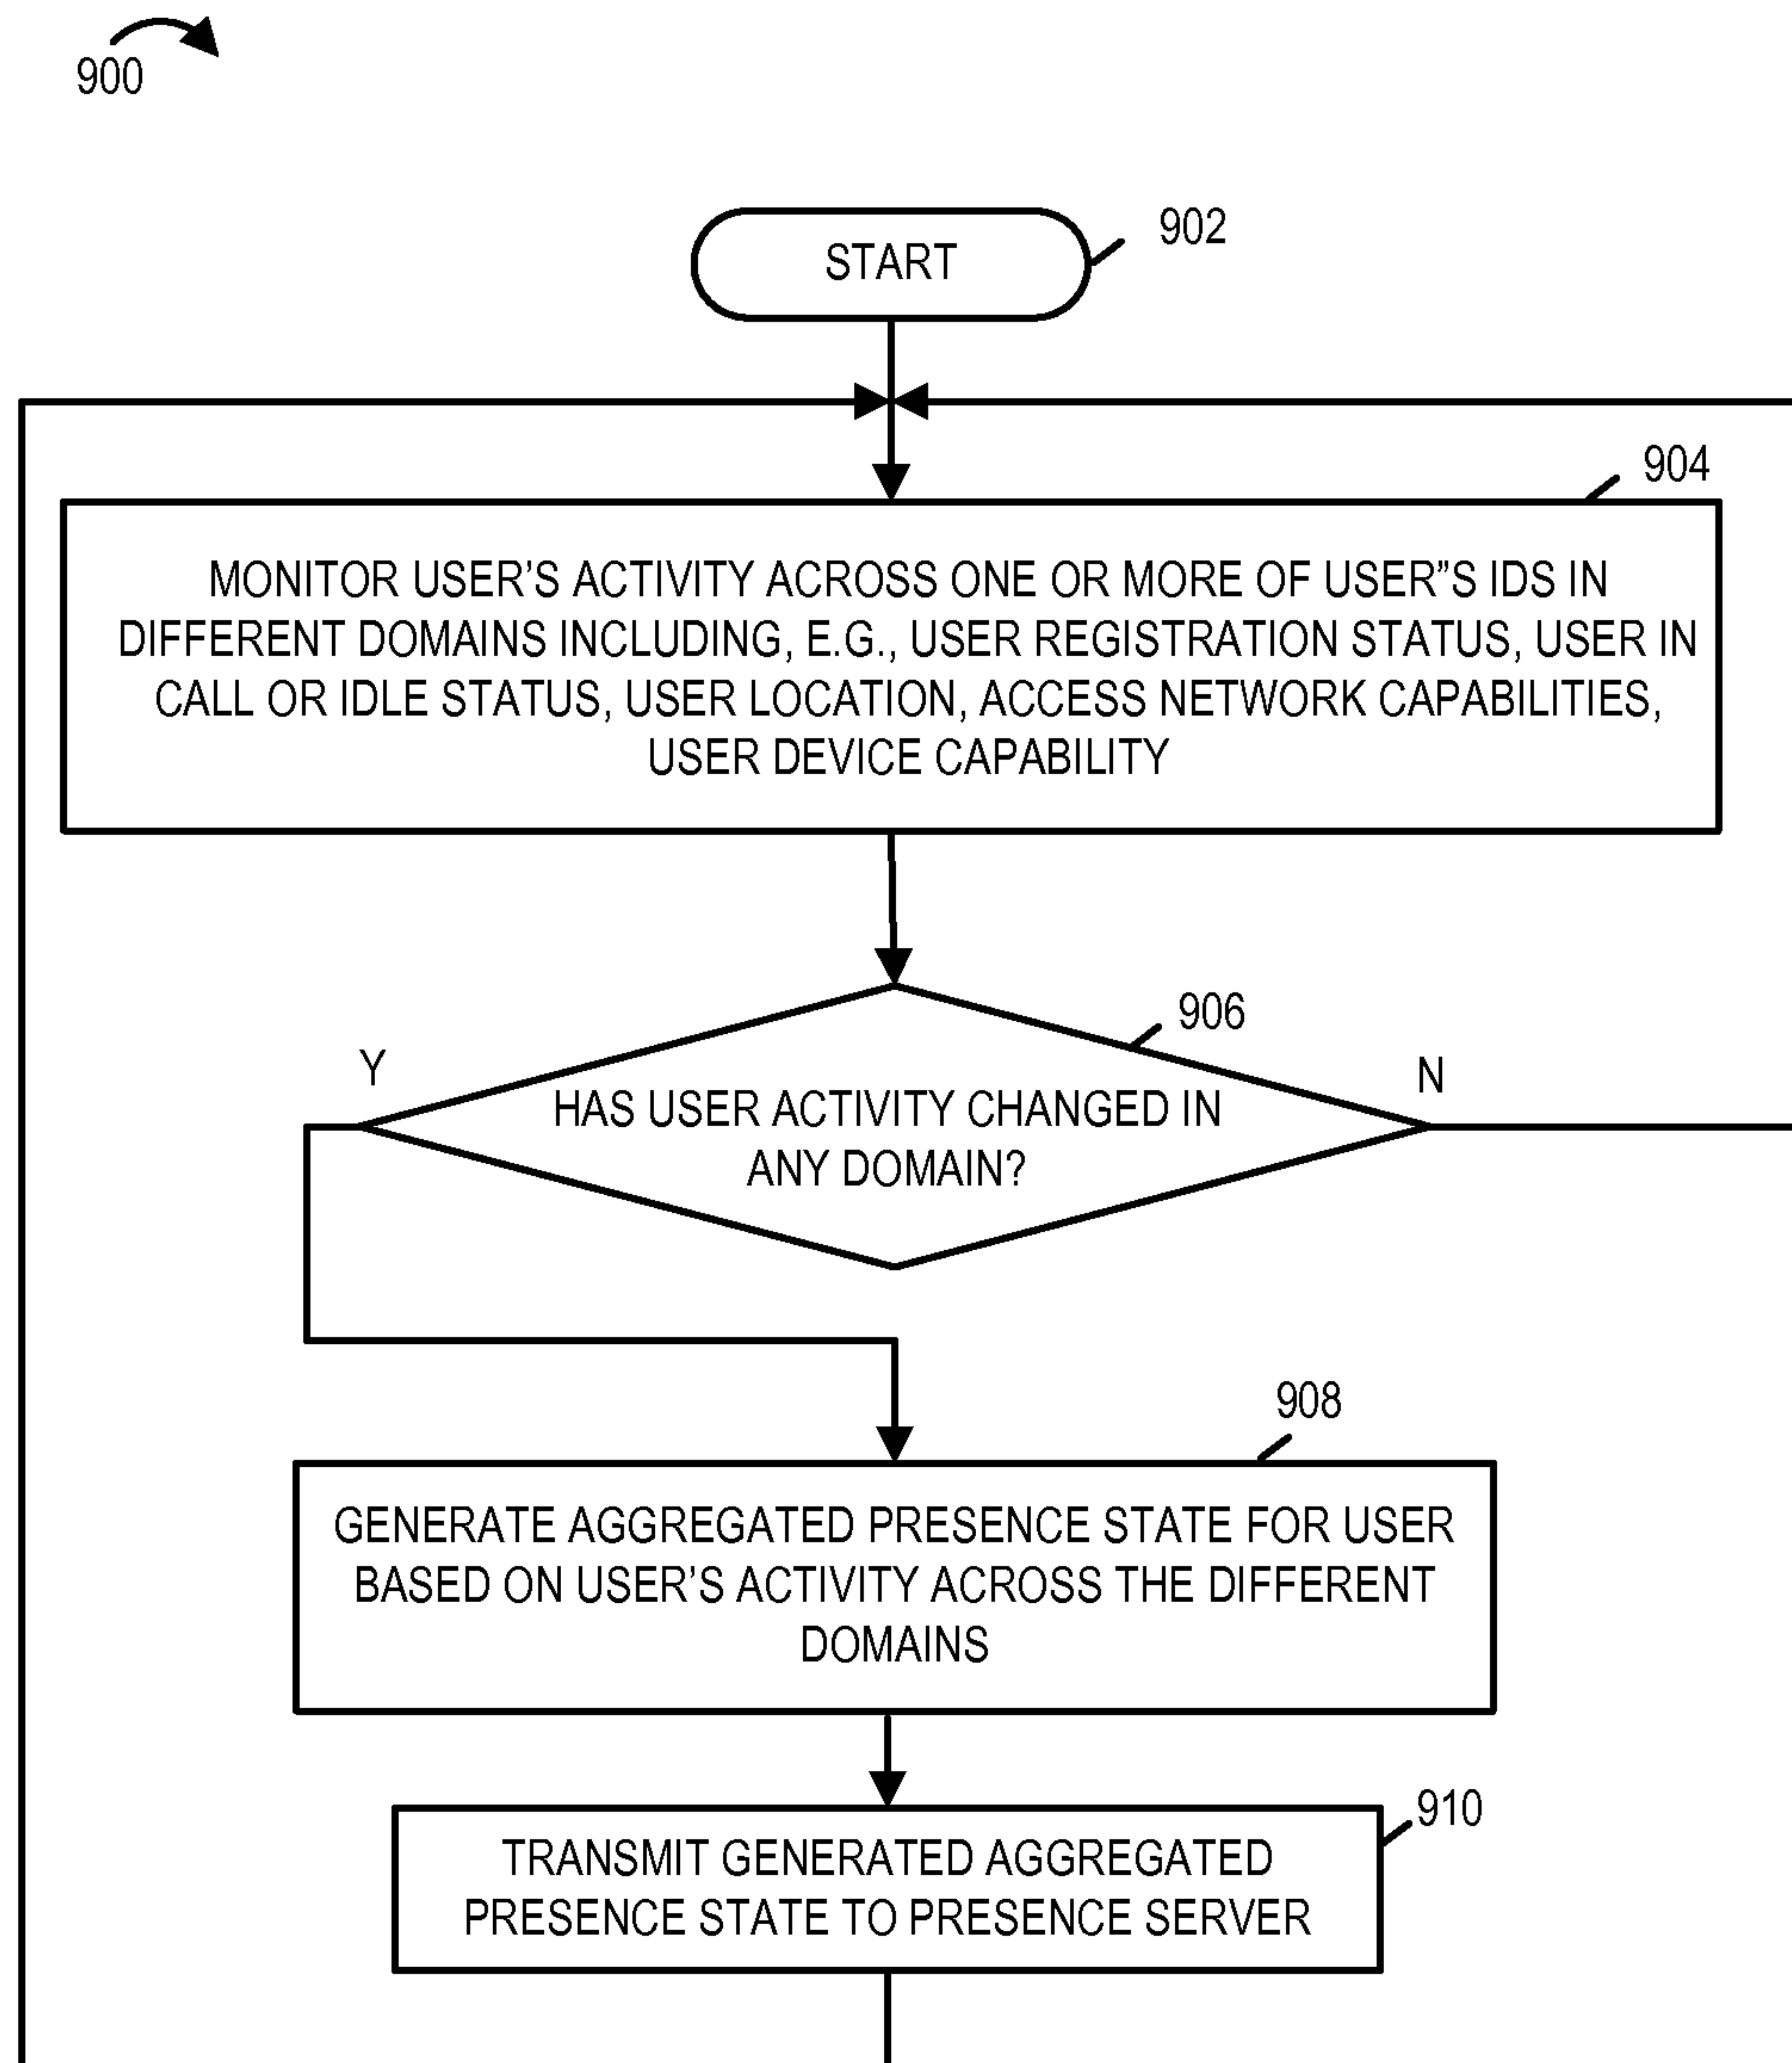 900
START
902
904
MONITOR USER’S ACTIVITY ACROSS ONE OR MORE OF USER”S IDS IN
DIFFERENT DOMAINS INCLUDING, E.G., USER REGISTRATION STATUS, USER IN
CALL OR IDLE STATUS, USER LOCATION, ACCESS NETWORK CAPABILITIES,
USER DEVICE CAPABILITY
906
Y
N
HAS USER ACTIVITY CHANGED IN
ANY DOMAIN?
908
GENERATE AGGREGATED PRESENCE STATE FOR USER
BASED ON USER’S ACTIVITY ACROSS THE DIFFERENT
DOMAINS
910
TRANSMIT GENERATED AGGREGATED
PRESENCE STATE TO PRESENCE SERVER